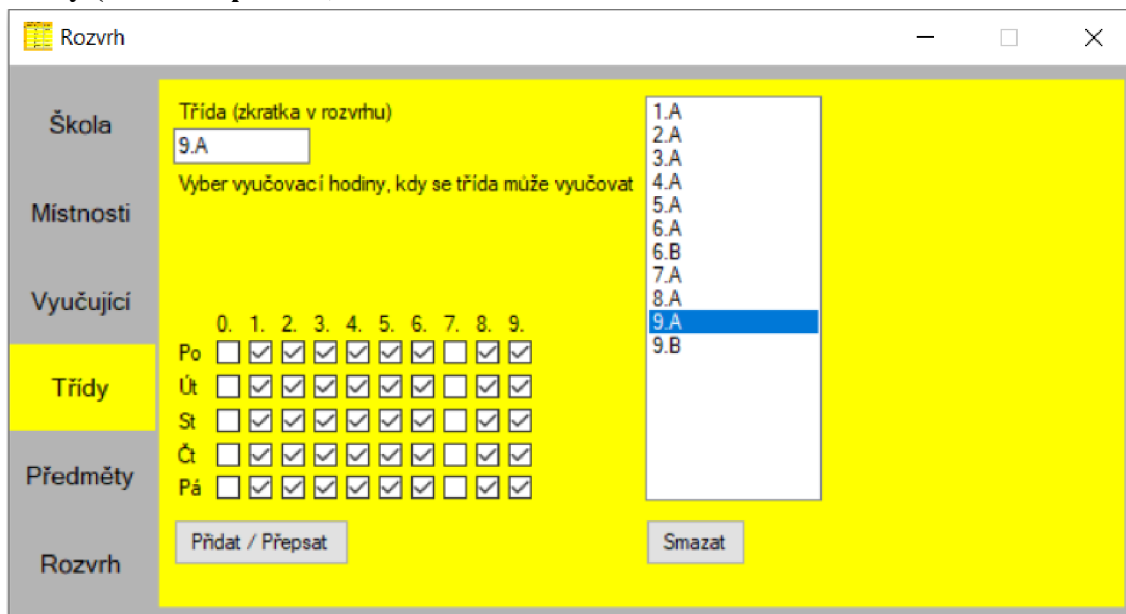 Rozvrh
Škola
Místnosti
Vyučující
Třídy
Předměty
Rozvrh
Třída (zkratka v rozvrhu)
9.A
Vyber vyučovací hodiny, kdy se třída může vyučovat
0. 1. 2. 3. 4. 5. 6. 7. 8. 9.
Po
Út
St
Čt
Pá
Přidat / Přepsat
1.A
2.A
3.A
4.A
5.A
6.A
6.B
7.A
8.A
9.A
9.B
Smazat